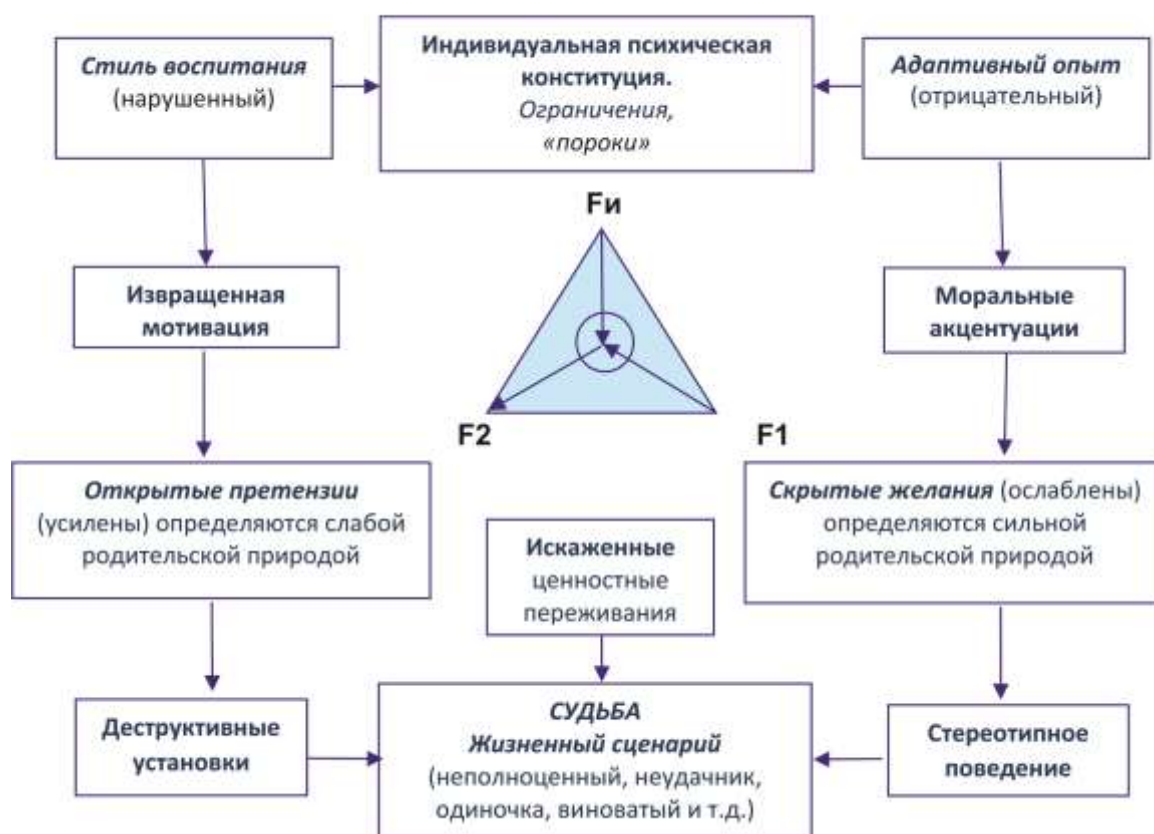 Стиль воспитания
(нарушенный)
Индивидуальная психическая
конституция.
Ограничения,
«пороки»
Адаптивный опыт
(отрицательный)
Fи
Извращенная
мотивация
Моральные
акцентуации
F2
F1
Открытые претензии
(усилены) определяются слабой
родительской природой
Искаженные
ценностные
переживания
Скрытые желания (ослаблены)
определяются сильной
родительской природой
Деструктивные
установки
СУДЬБА
Жизненный сценарий
(неполноценный, неудачник,
одиночка, виноватый и т.д.)
Стереотипное
поведение